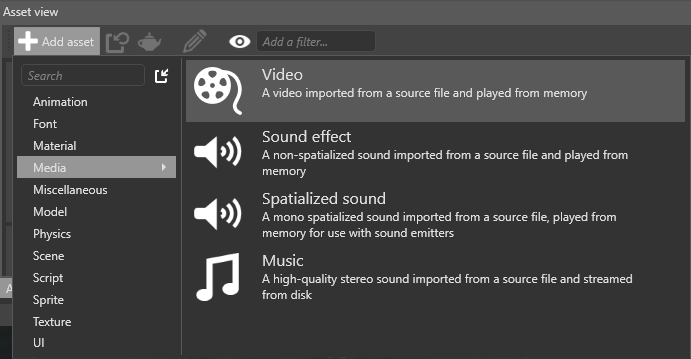 Asset view
Add asset
Add a filter...
Search
Animation
Font
Material
Media
Miscellaneous
Model
Physics
Scene
Script
Sprite
Texture
UI
Video
A video imported from a source file and played from memory
Sound effect
A non-spatialized sound imported from a source file and played from
memory
Spatialized sound
A mono spatialized sound imported from a source file, played from
memory for use with sound emitters
Music
A high-quality stereo sound imported from a source file and streamed
from disk